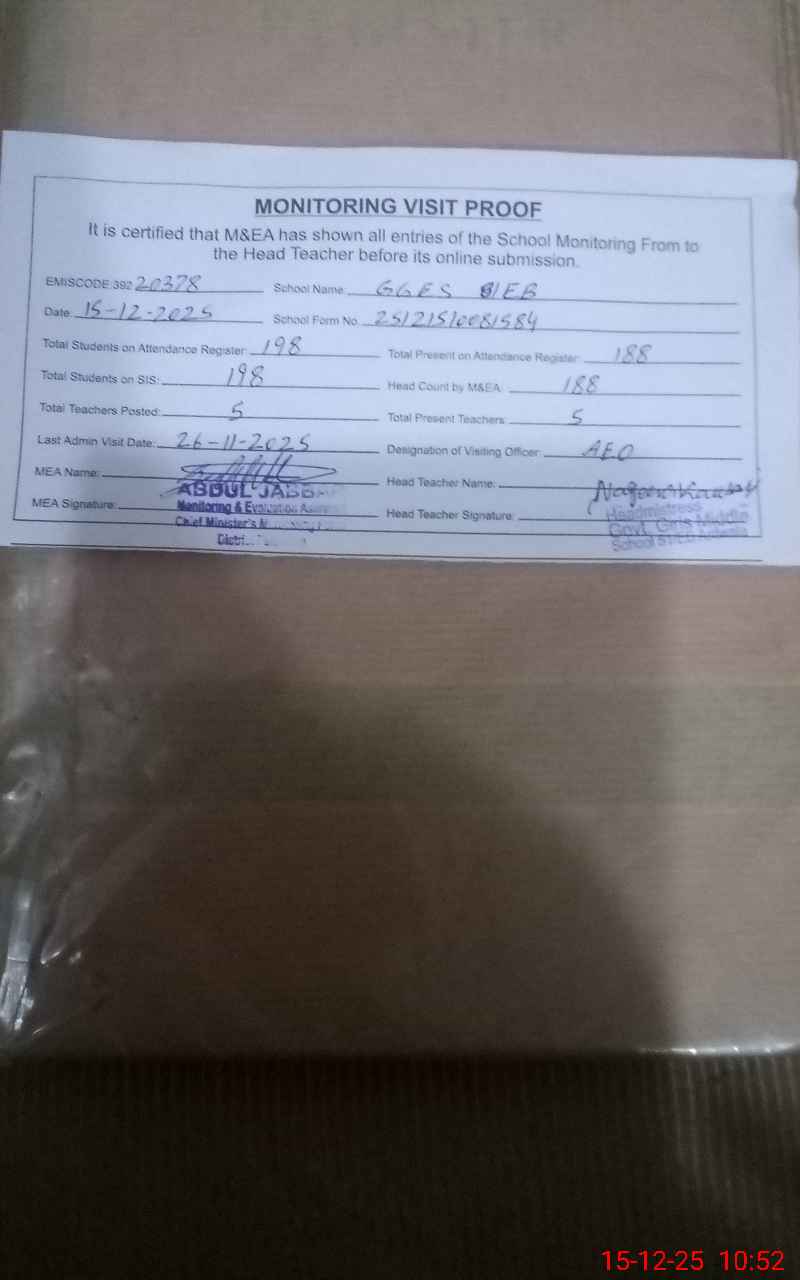 MONITORING VISIT PROOF
It is certified that M&EA has shown all entries of the School Monitoring From to
the Head Teacher before its online submission.
EMISCODE 392 20378 School Name: GGES /EB
Date: 15-12-2025 School Form No. 251215/0081584
Total Students on Attendance Register: 198 Total Present on Attendance Register: 188
Total Students on SIS: 198 Head Count by M&EA: 188
Total Teachers Posted: 5 Total Present Teachers: 5
Last Admin Visit Date: 26-11-2025 Designation of Visiting Officer: AEO
MEA Name: Head Teacher Name:
ABDUL
MEA Signature: Monitoring & Evaluation Head Teacher Signature: Headmistress
Chief Minister's Govt. Girls Middle
School
15-12-25 10:52